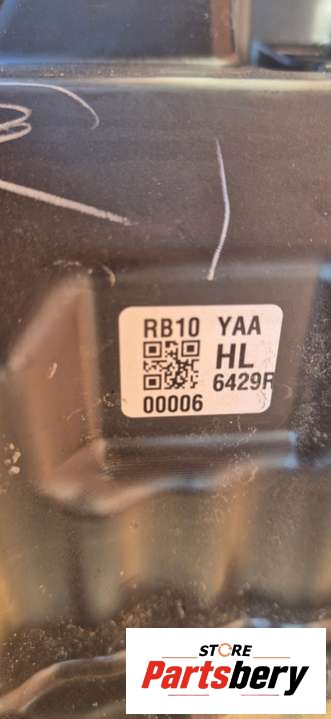 RB10 YAA
HL
6429R
00006
STORE
Partsbery